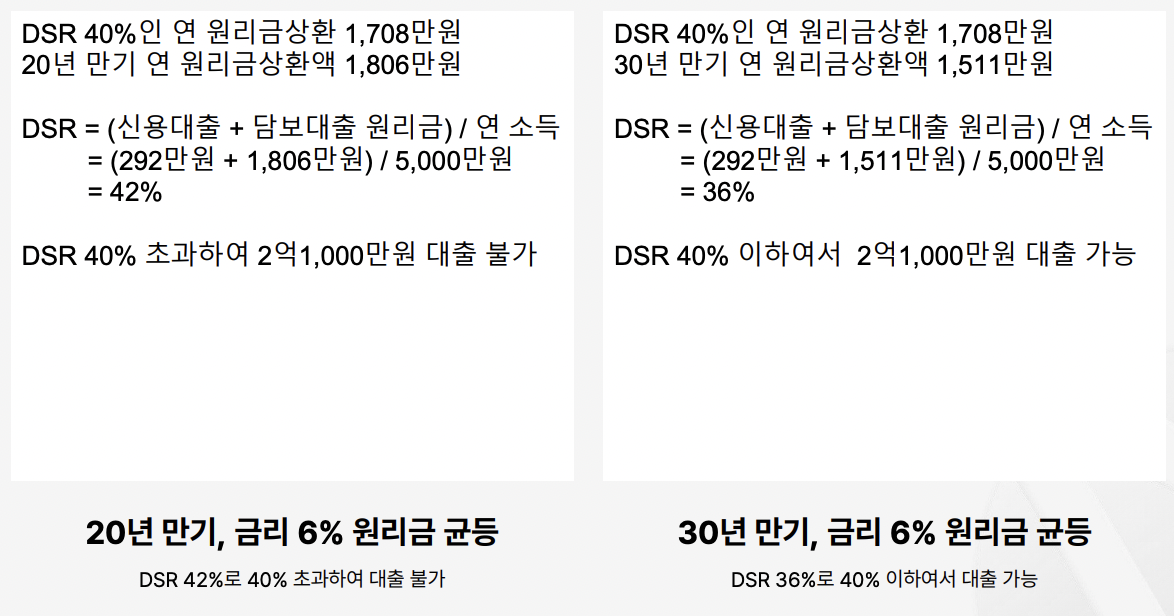 DSR 40%인 연 원리금상환 1,708만원
20년 만기 연 원리금상환액 1,806만원
DSR = (신용대출 + 담보대출 원리금) / 연 소득
= (292만원 + 1,806만원) / 5,000만원
= 42%
DSR 40% 초과하여 2억1,000만원 대출 불가
20년 만기, 금리 6% 원리금 균등
DSR 42%로 40% 초과하여 대출 불가
DSR 40%인 연 원리금상환 1,708만원
30년 만기 연 원리금상환액 1,511만원
DSR = (신용대출 + 담보대출 원리금) / 연 소득
= (292만원 + 1,511만원) / 5,000만원
= 36%
DSR 40% 이하여서  2억1,000만원 대출 가능
30년 만기, 금리 6% 원리금 균등
DSR 36%로 40% 이하여서 대출 가능